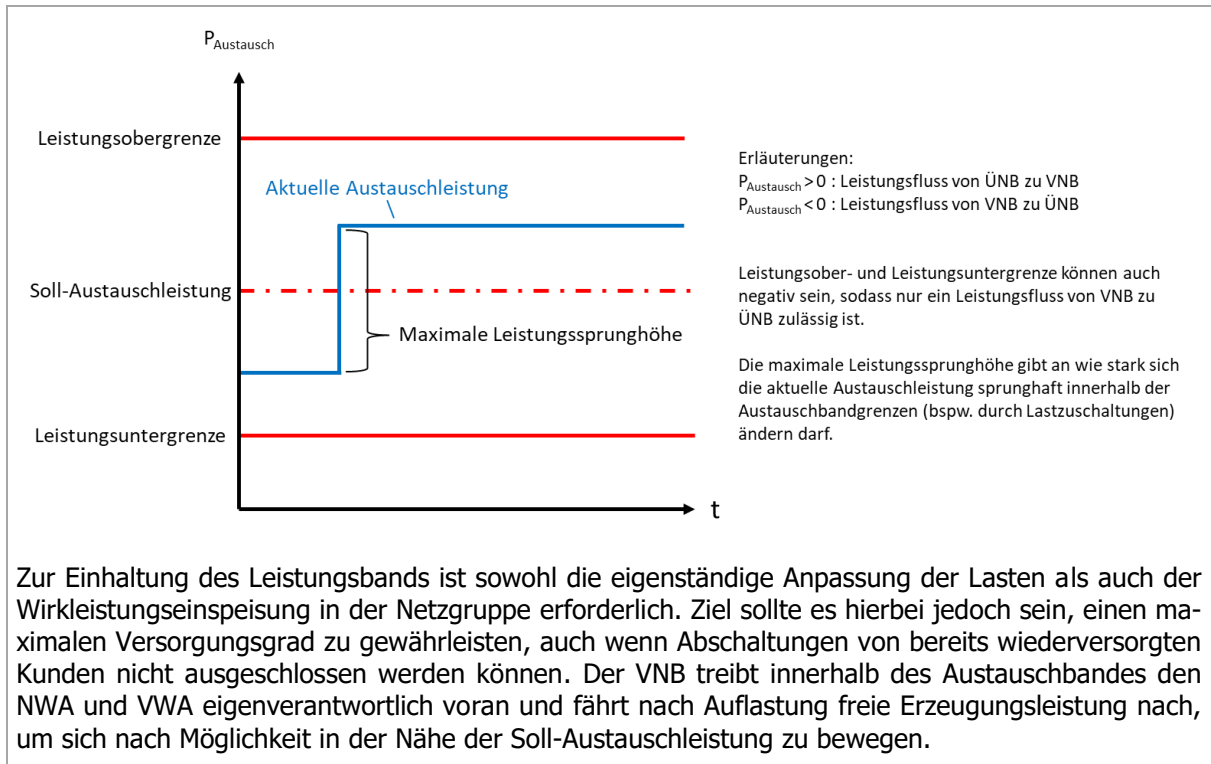 P_Austausch
Leistungsobergrenze
Aktuelle Austauschleistung
Soll-Austauschleistung
Maximale Leistungssprunghöhe
Leistungsuntergrenze
t
Erläuterungen:
P_Austausch > 0 : Leistungsfluss von ÜNB zu VNB
P_Austausch < 0 : Leistungsfluss von VNB zu ÜNB
Leistungsober- und Leistungsuntergrenze können auch
negativ sein, sodass nur ein Leistungsfluss von VNB zu
ÜNB zulässig ist.
Die maximale Leistungssprunghöhe gibt an wie stark sich
die aktuelle Austauschleistung sprunghaft innerhalb der
Austauschbandgrenzen (bspw. durch Lastzuschaltungen)
ändern darf.
Zur Einhaltung des Leistungsbands ist sowohl die eigenständige Anpassung der Lasten als auch der
Wirkleistungseinspeisung in der Netzgruppe erforderlich. Ziel sollte es hierbei jedoch sein, einen ma-
ximalen Versorgungsgrad zu gewährleisten, auch wenn Abschaltungen von bereits wiederversorgten
Kunden nicht ausgeschlossen werden können. Der VNB treibt innerhalb des Austauschbandes den
NWA und VWA eigenverantwortlich voran und fährt nach Auflastung freie Erzeugungsleistung nach,
um sich nach Möglichkeit in der Nähe der Soll-Austauschleistung zu bewegen.